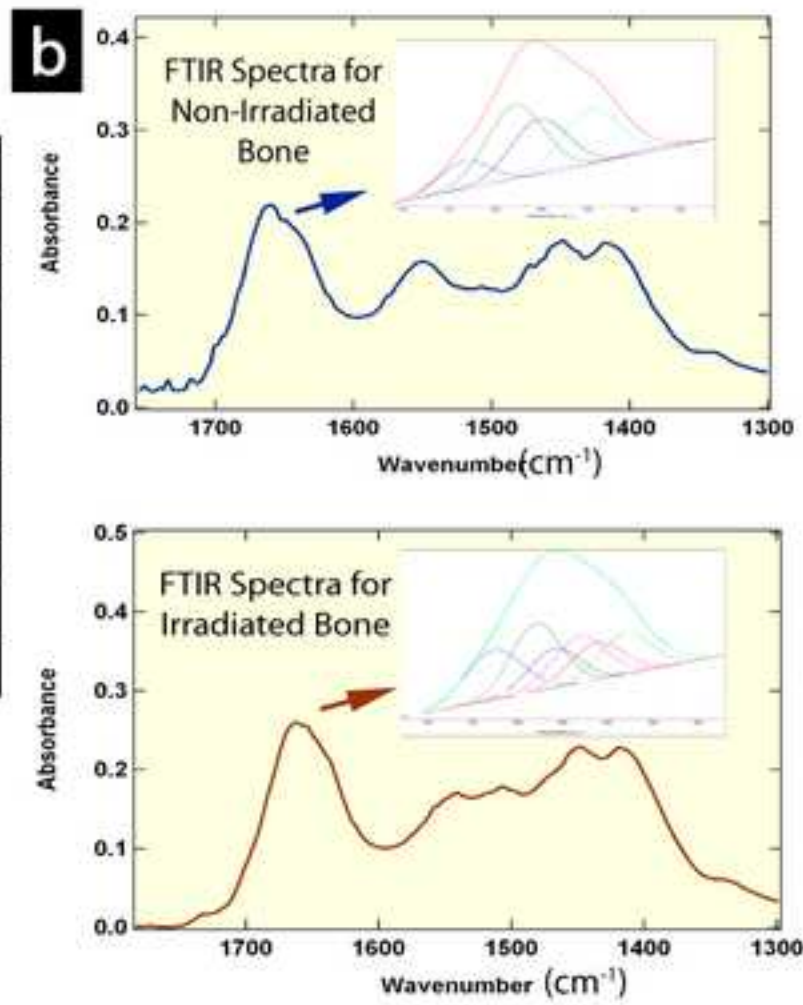 b
FTIR Spectra for
Non-Irradiated
Bone
Absorbance
0.4
0.3
0.2
0.1
0.0
1700 1600 1500 1400 1300
Wavenumber(cm⁻¹)
FTIR Spectra for
Irradiated Bone
Absorbance
0.5
0.4
0.3
0.2
0.1
0.0
1700 1600 1500 1400 1300
Wavenumber (cm⁻¹)